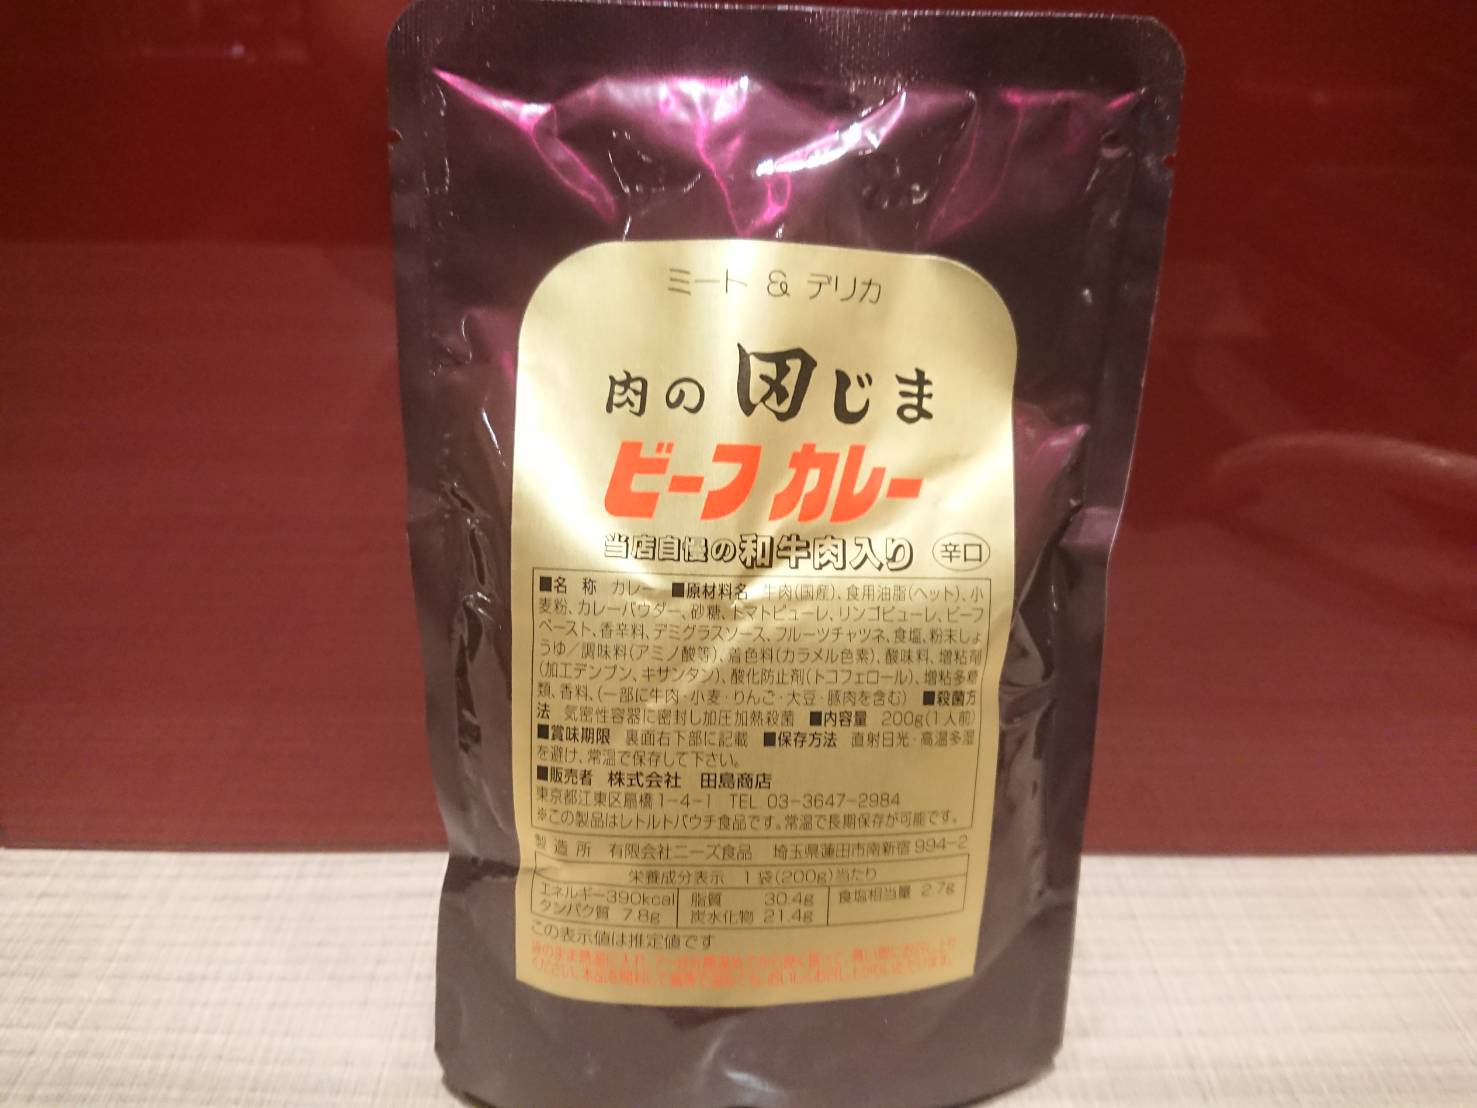 ミート & デリカ
肉の田じま
ビーフカレー
当店自慢の和牛肉入り 辛口
■名 称 カレー ■原材料名 牛肉(国産)、食用油脂(ヘット)、小
麦粉、カレーパウダー、砂糖、トマトピューレ、リンゴピューレ、ビーフ
ペースト、香辛料、デミグラスソース、フルーツチャツネ、食塩、粉末しょ
うゆ/調味料(アミノ酸等)、着色料(カラメル色素)、酸味料、増粘剤
(加工デンプン、キサンタン)、酸化防止剤(トコフェロール)、増粘多糖
類、香料、(一部に牛肉・小麦・りんご・大豆・豚肉を含む) ■殺菌方
法 気密性容器に密封し加圧加熱殺菌 ■内容量 200g(1人前)
■賞味期限 裏面右下部に記載 ■保存方法 直射日光・高温多湿
を避け、常温で保存して下さい。
■販売者 株式会社 田島商店
東京都江東区扇橋1-4-1 TEL 03-3647-2984
※この製品はレトルトパウチ食品です。常温で長期保存が可能です。
製造所 有限会社ニーズ食品 埼玉県蓮田市南新宿994-2
栄養成分表示 1袋(200g)当たり
エネルギー390kcal 脂質 30.4g 食塩相当量 2.7g
タンパク質 7.8g 炭水化物 21.4g
この表示値は推定値です